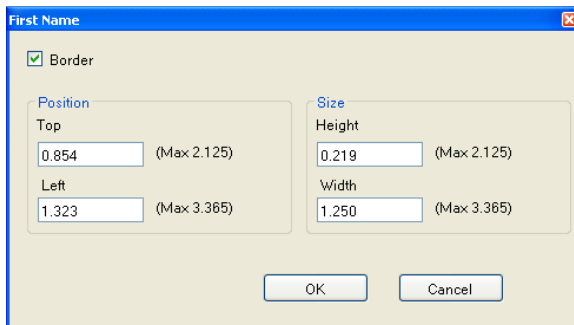 First Name
Border
Position
Top
0.854 (Max 2.125)
Left
1.323 (Max 3.365)
Size
Height
0.219 (Max 2.125)
Width
1.250 (Max 3.365)
OK Cancel